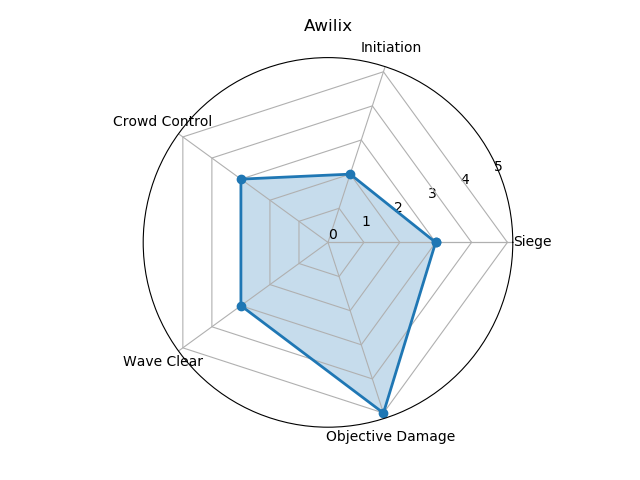 Awilix
Initiation
Crowd Control
5
4
3
2
1
0
Siege
Wave Clear
Objective Damage